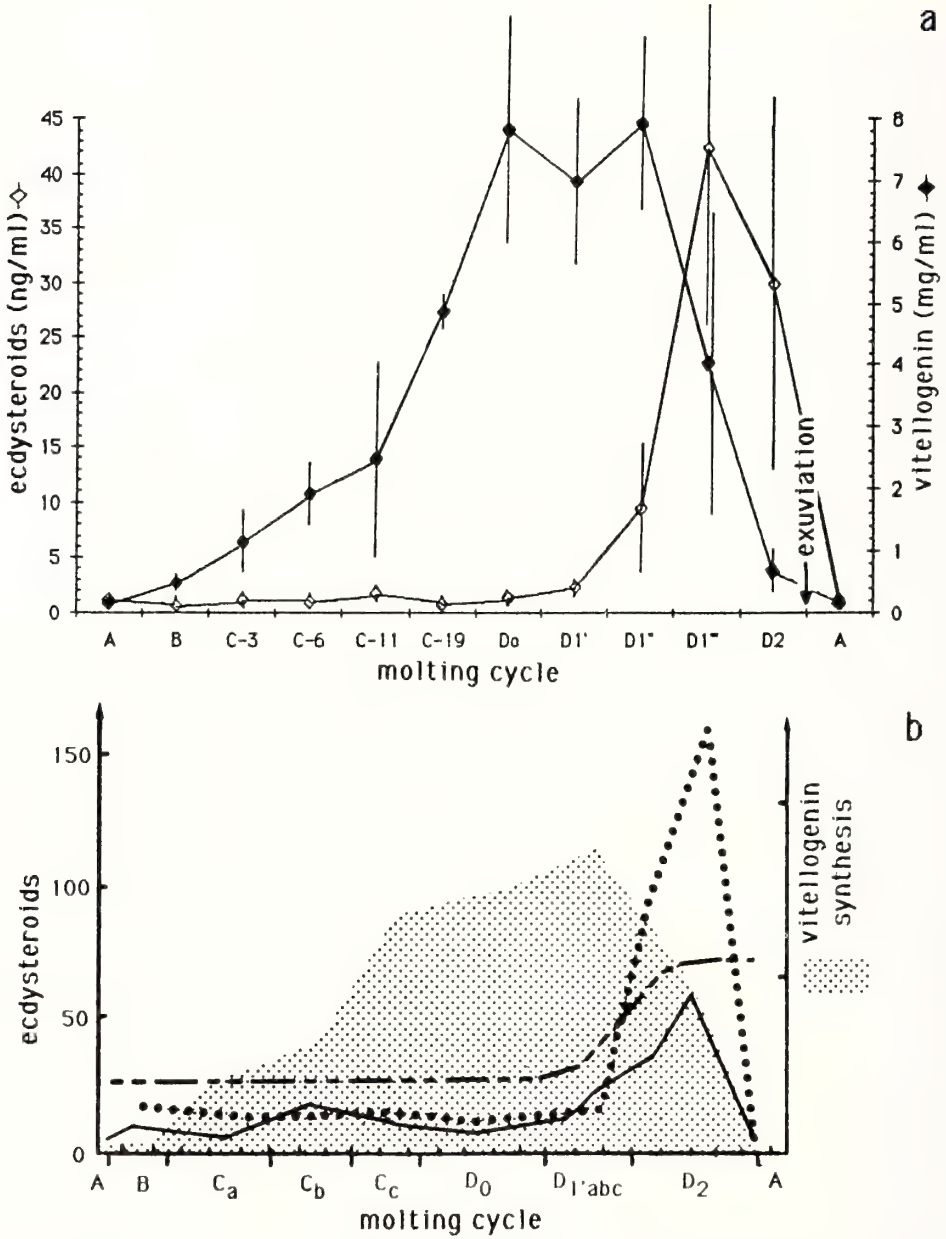 a
ecdysteroids (ng/ml)
45
40
35
30
25
20
15
10
5
0
8
7
6
5
4
3
2
1
0
vitellogenin (mg/ml)
exuviation
A B C-3 C-6 C-11 C-19 D0 D1' D1" D1"' D2 A
molting cycle
b
ecdysteroids
150
100
50
0
vitellogenin
synthesis
A B Ca Cb Cc D0 D1'abc D2 A
molting cycle